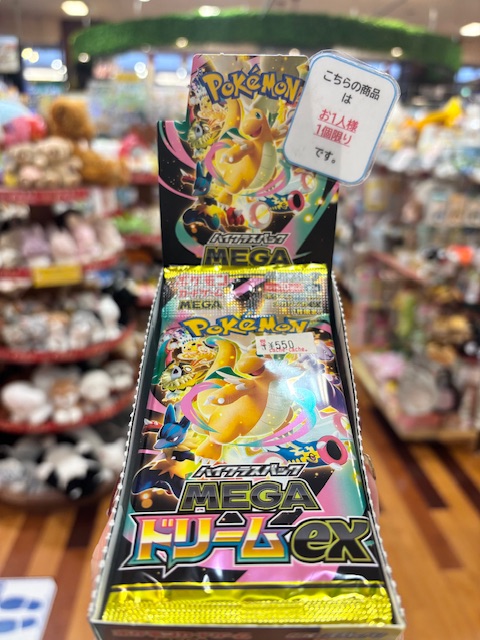 POKÉMON
こちらの商品
は
お1人様
1個限り
です。
ハイクラスパック
MEGA
MEGA
POKÉMON
¥550
ハイクラスパック
MEGA
ドリームex